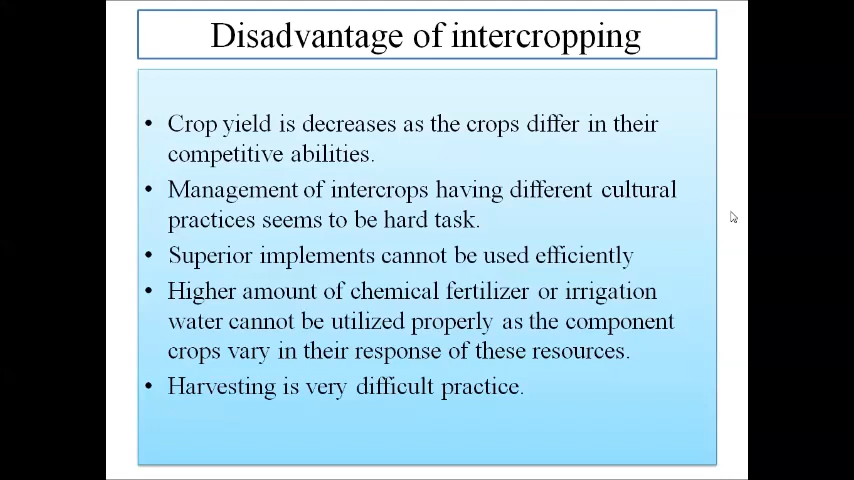 Disadvantage of intercropping
• Crop yield is decreases as the crops differ in their
competitive abilities.
• Management of intercrops having different cultural
practices seems to be hard task.
• Superior implements cannot be used efficiently
• Higher amount of chemical fertilizer or irrigation
water cannot be utilized properly as the component
crops vary in their response of these resources.
• Harvesting is very difficult practice.